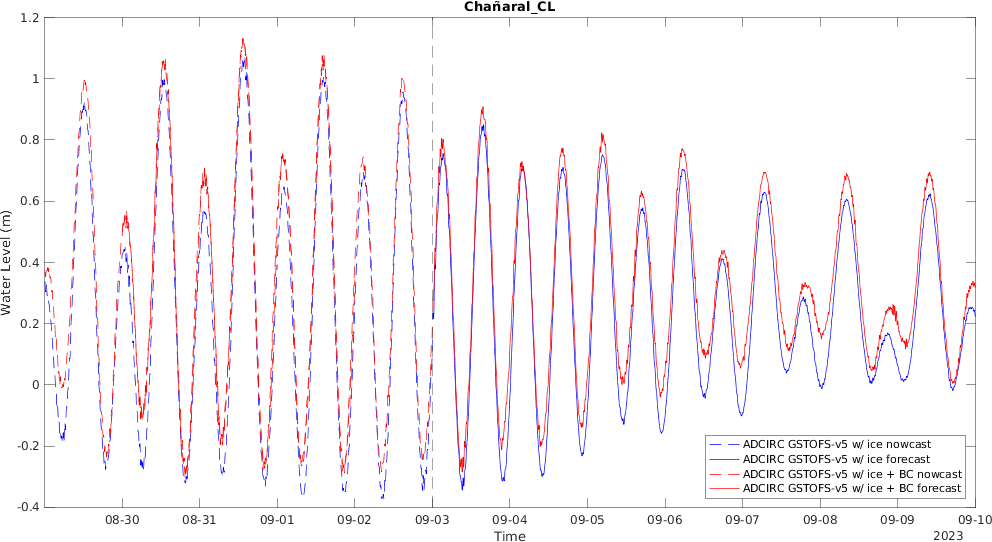 Chañaral_CL
Water Level (m)
1.2
1
0.8
0.6
0.4
0.2
0
-0.2
-0.4
08-30 08-31 09-01 09-02 09-03 09-04 09-05 09-06 09-07 09-08 09-09 09-10
Time
2023
ADCIRC GSTOFS-v5 w/ ice nowcast
ADCIRC GSTOFS-v5 w/ ice forecast
ADCIRC GSTOFS-v5 w/ ice + BC nowcast
ADCIRC GSTOFS-v5 w/ ice + BC forecast